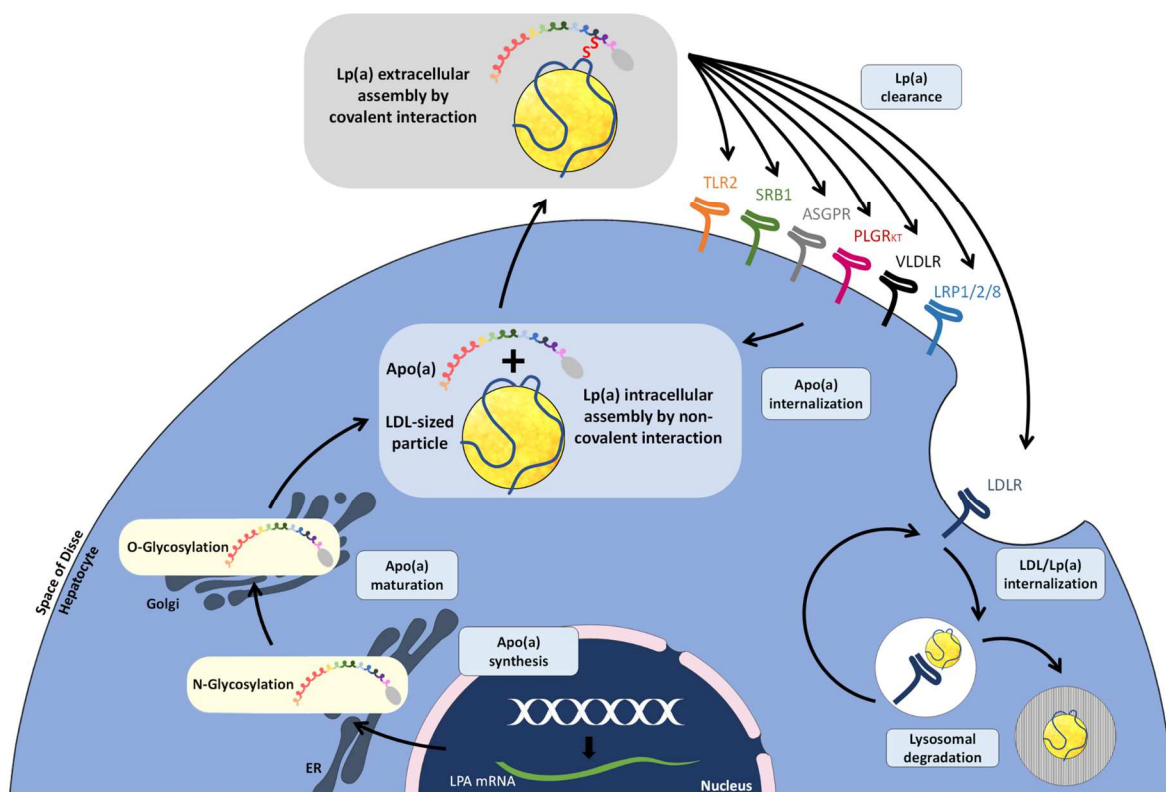 Lp(a) extracellular
assembly by
covalent interaction
S
S
Lp(a)
clearance
TLR2
SRB1
ASGPR
PLGRKT
VLDLR
LRP1/2/8
Apo(a)
+
LDL-sized
particle
Lp(a) intracellular
assembly by non-
covalent interaction
Apo(a)
internalization
LDLR
O-Glycosylation
Golgi
Apo(a)
maturation
Space of Disse
Hepatocyte
LDL/Lp(a)
internalization
Apo(a)
synthesis
N-Glycosylation
ER
LPA mRNA
Nucleus
Lysosomal
degradation